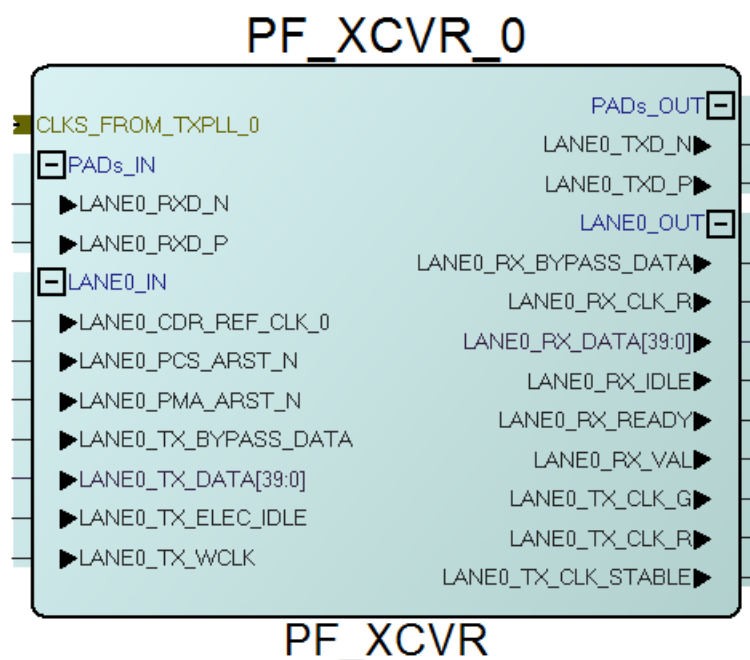 PF_XCVR_0
CLKS_FROM_TXPLL_0
PADs_IN
LANE0_RXD_N
LANE0_RXD_P
LANE0_IN
LANE0_CDR_REF_CLK_0
LANE0_PCS_ARST_N
LANE0_PMA_ARST_N
LANE0_TX_BYPASS_DATA
LANE0_TX_DATA[39:0]
LANE0_TX_ELEC_IDLE
LANE0_TX_WCLK
PADs_OUT
LANE0_TXD_N
LANE0_TXD_P
LANE0_OUT
LANE0_RX_BYPASS_DATA
LANE0_RX_CLK_R
LANE0_RX_DATA[39:0]
LANE0_RX_IDLE
LANE0_RX_READY
LANE0_RX_VAL
LANE0_TX_CLK_G
LANE0_TX_CLK_R
LANE0_TX_CLK_STABLE
PF_XCVR